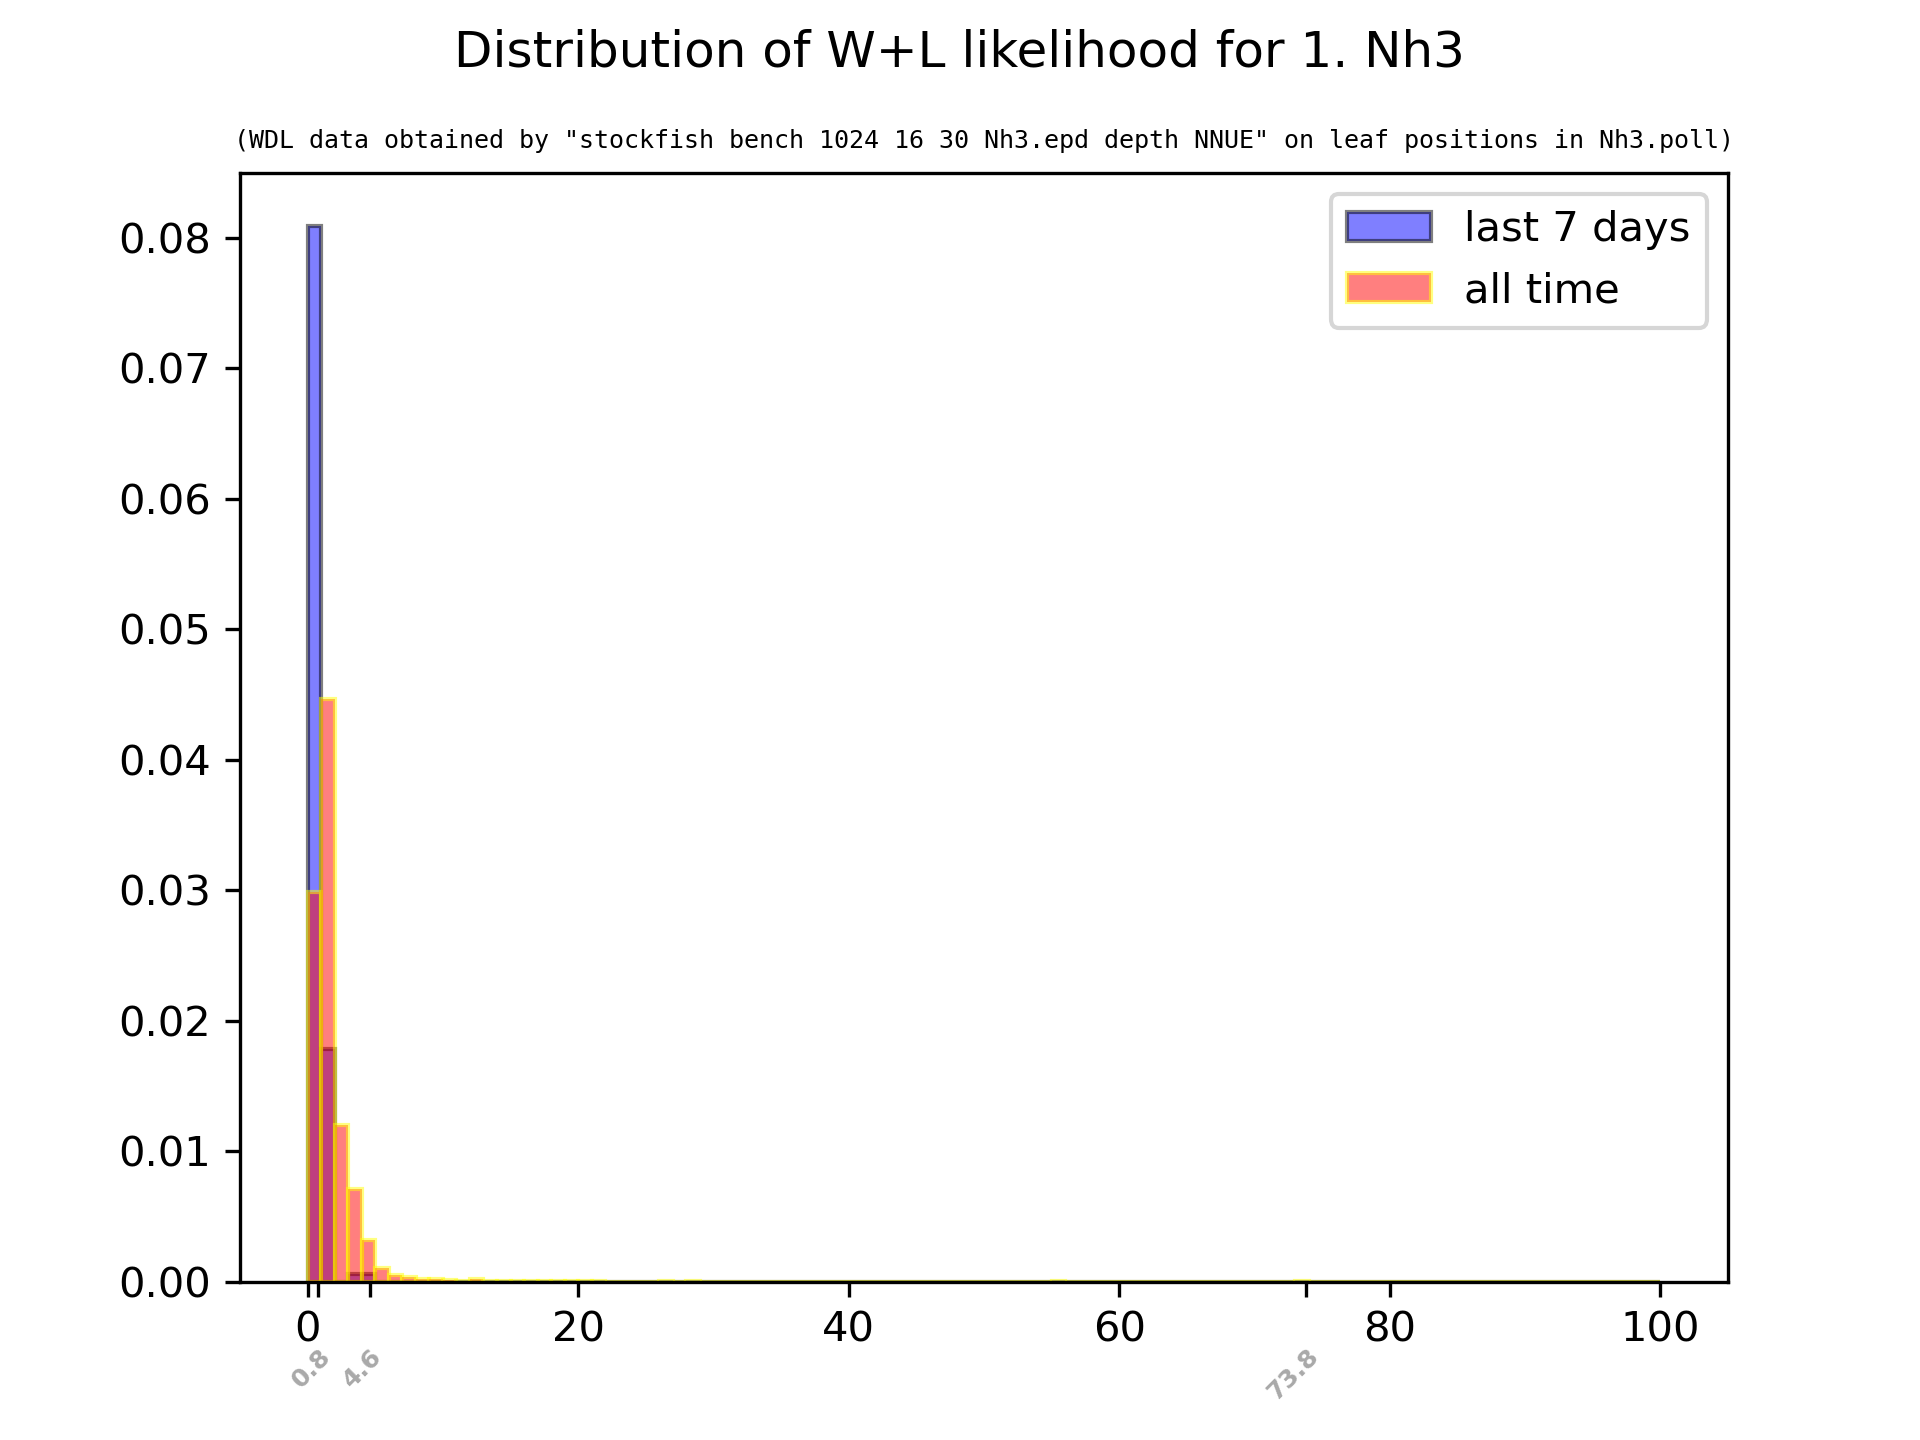 Distribution of W+L likelihood for 1. Nh3
(WDL data obtained by "stockfish bench 1024 16 30 Nh3.epd depth NNUE" on leaf positions in Nh3.poll)
last 7 days
all time
0.08
0.07
0.06
0.05
0.04
0.03
0.02
0.01
0.00
0 20 40 60 80 100
0.8 4.6 73.8